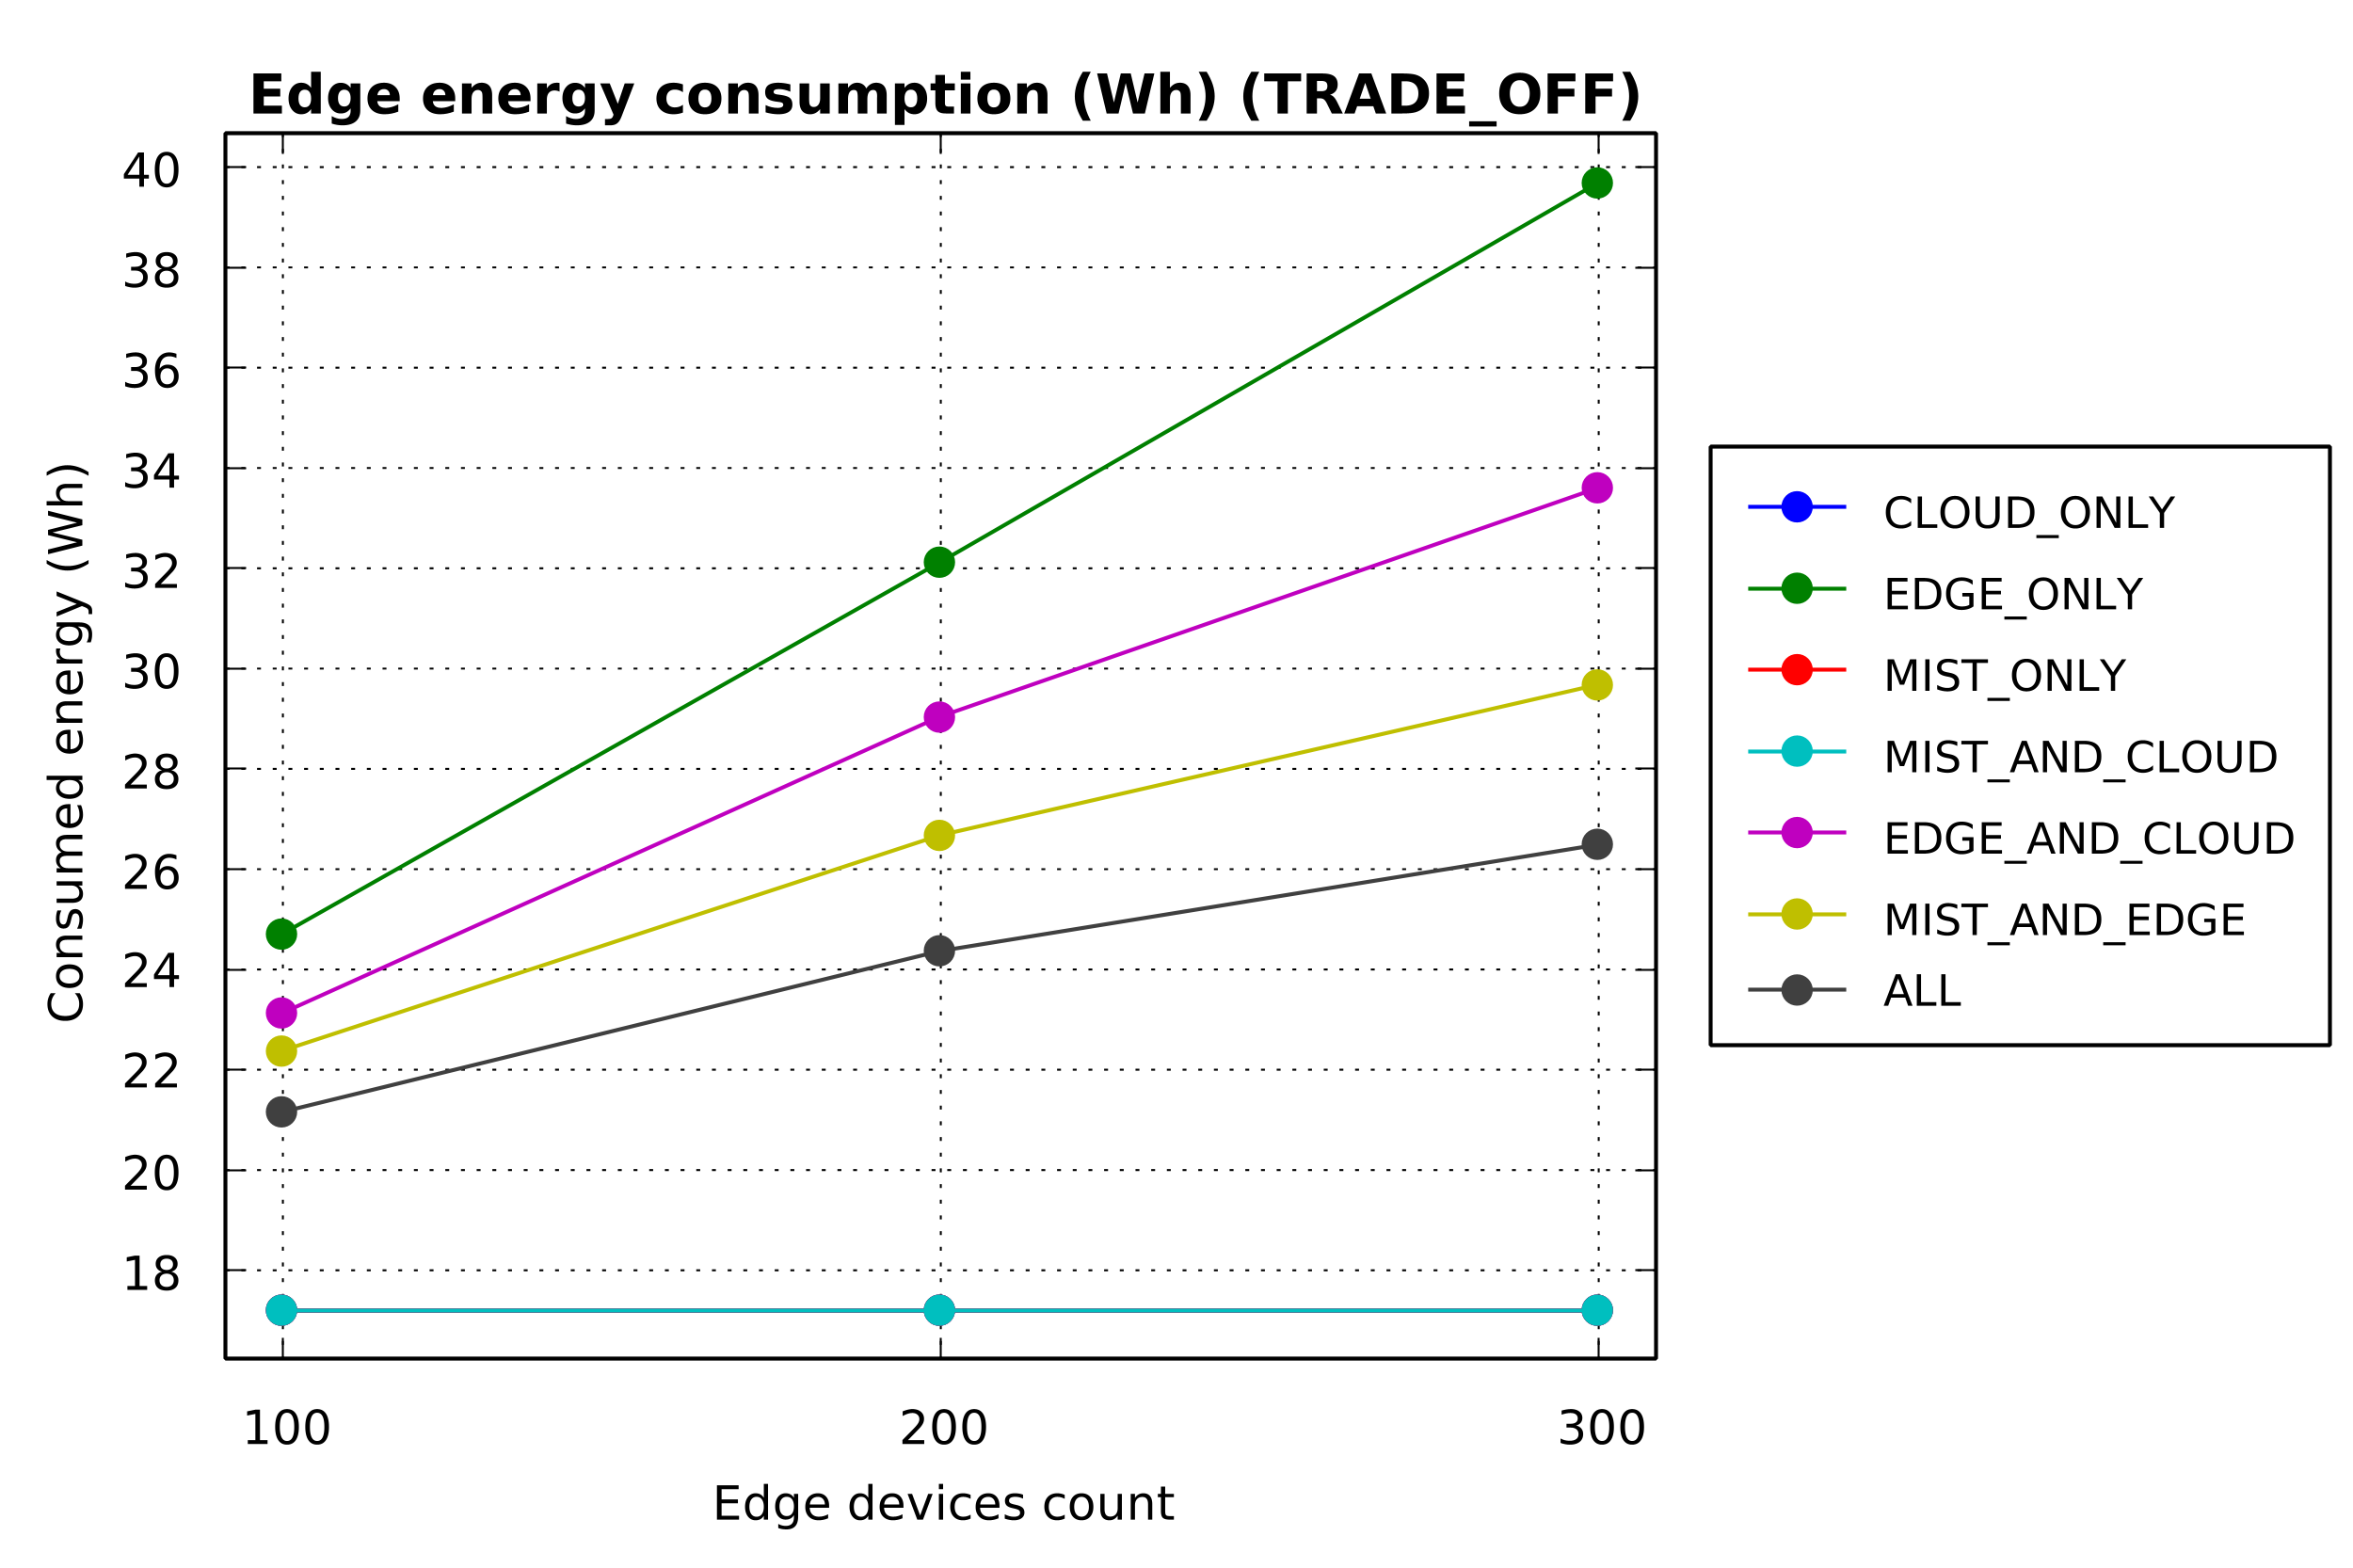 Edge energy consumption (Wh) (TRADE_OFF)
Consumed energy (Wh)
40
38
36
34
32
30
28
26
24
22
20
18
100 200 300
Edge devices count
CLOUD_ONLY
EDGE_ONLY
MIST_ONLY
MIST_AND_CLOUD
EDGE_AND_CLOUD
MIST_AND_EDGE
ALL